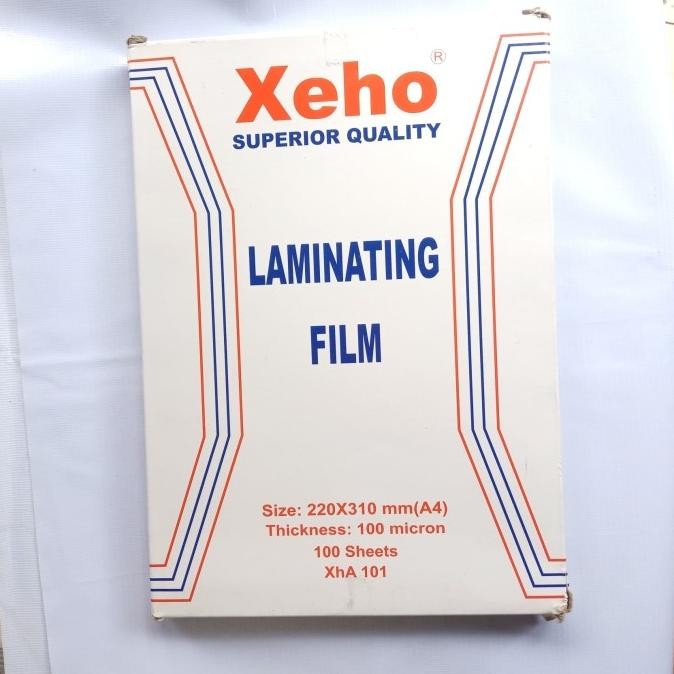 Xeho®
SUPERIOR QUALITY
LAMINATING
FILM
Size: 220X310 mm(A4)
Thickness: 100 micron
100 Sheets
XhA 101